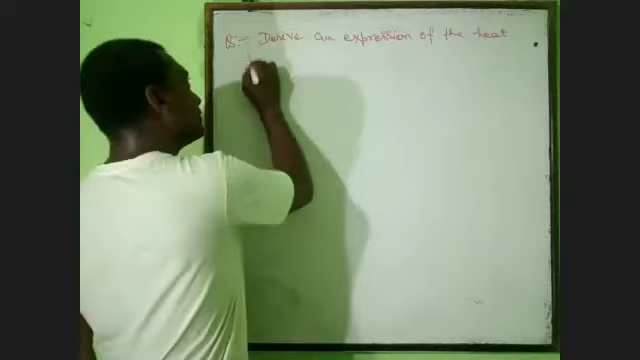 Q:- Derive an expression of the heat